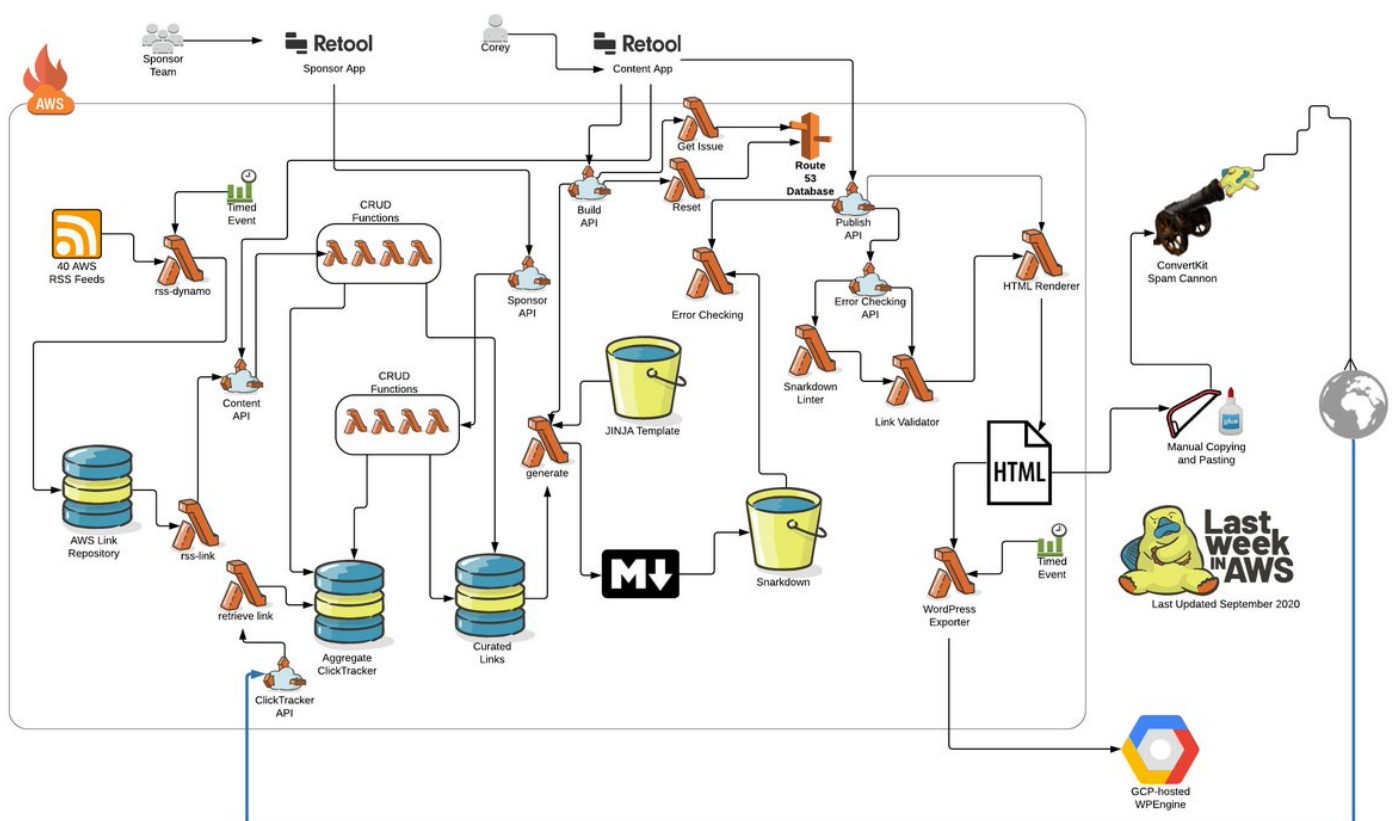 Sponsor
Team
Retool
Sponsor App
Corey
Retool
Content App
AWS
Get Issue
Route
53
Database
Reset
Build
API
Publish
API
Timed
Event
CRUD
Functions
40 AWS
RSS Feeds
rss-dynamo
Sponsor
API
Error Checking
Error Checking
API
HTML Renderer
ConvertKit
Spam Cannon
Content
API
CRUD
Functions
JINJA Template
Snarkdown
Linter
Link Validator
generate
HTML
glue
Manual Copying
and Pasting
AWS Link
Repository
rss-link
retrieve link
M
Snarkdown
Timed
Event
WordPress
Exporter
Last
week
IN AWS
Last Updated September 2020
Aggregate
ClickTracker
Curated
Links
ClickTracker
API
GCP-hosted
WPEngine